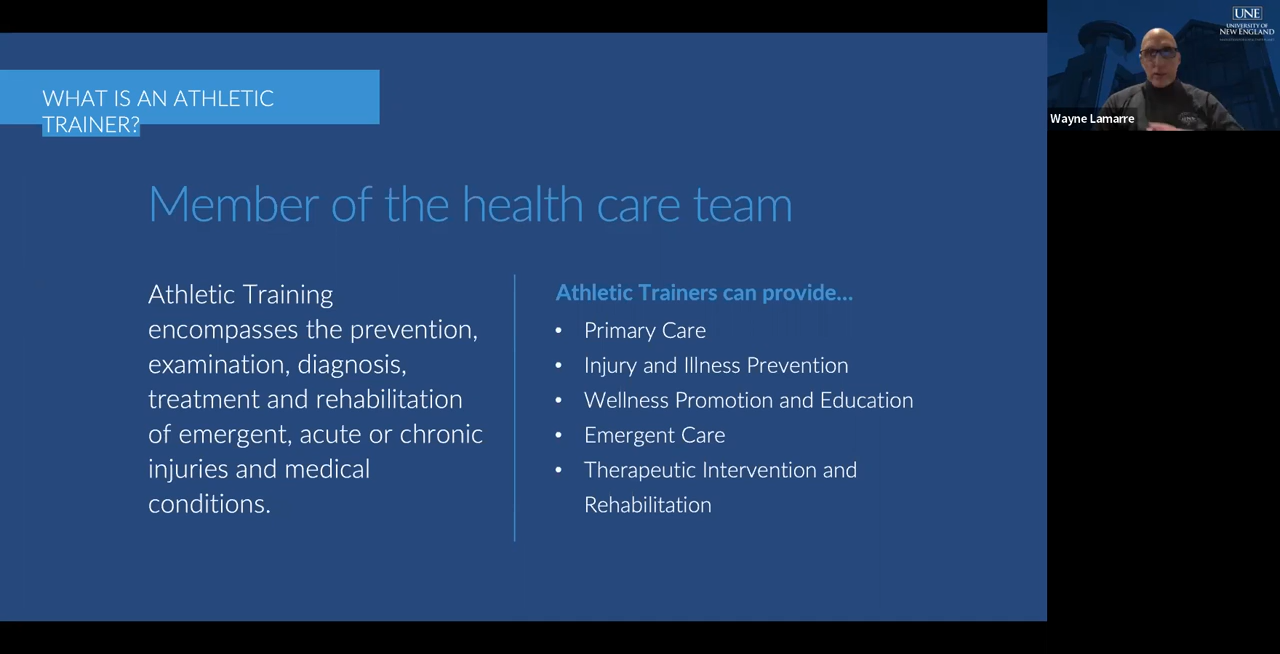 WHAT IS AN ATHLETIC
TRAINER?
Member of the health care team
Athletic Training
encompasses the prevention,
examination, diagnosis,
treatment and rehabilitation
of emergent, acute or chronic
injuries and medical
conditions.
Athletic Trainers can provide...
• Primary Care
• Injury and Illness Prevention
• Wellness Promotion and Education
• Emergent Care
• Therapeutic Intervention and
Rehabilitation
UNE
UNIVERSITY OF
NEW ENGLAND
Wayne Lamarre